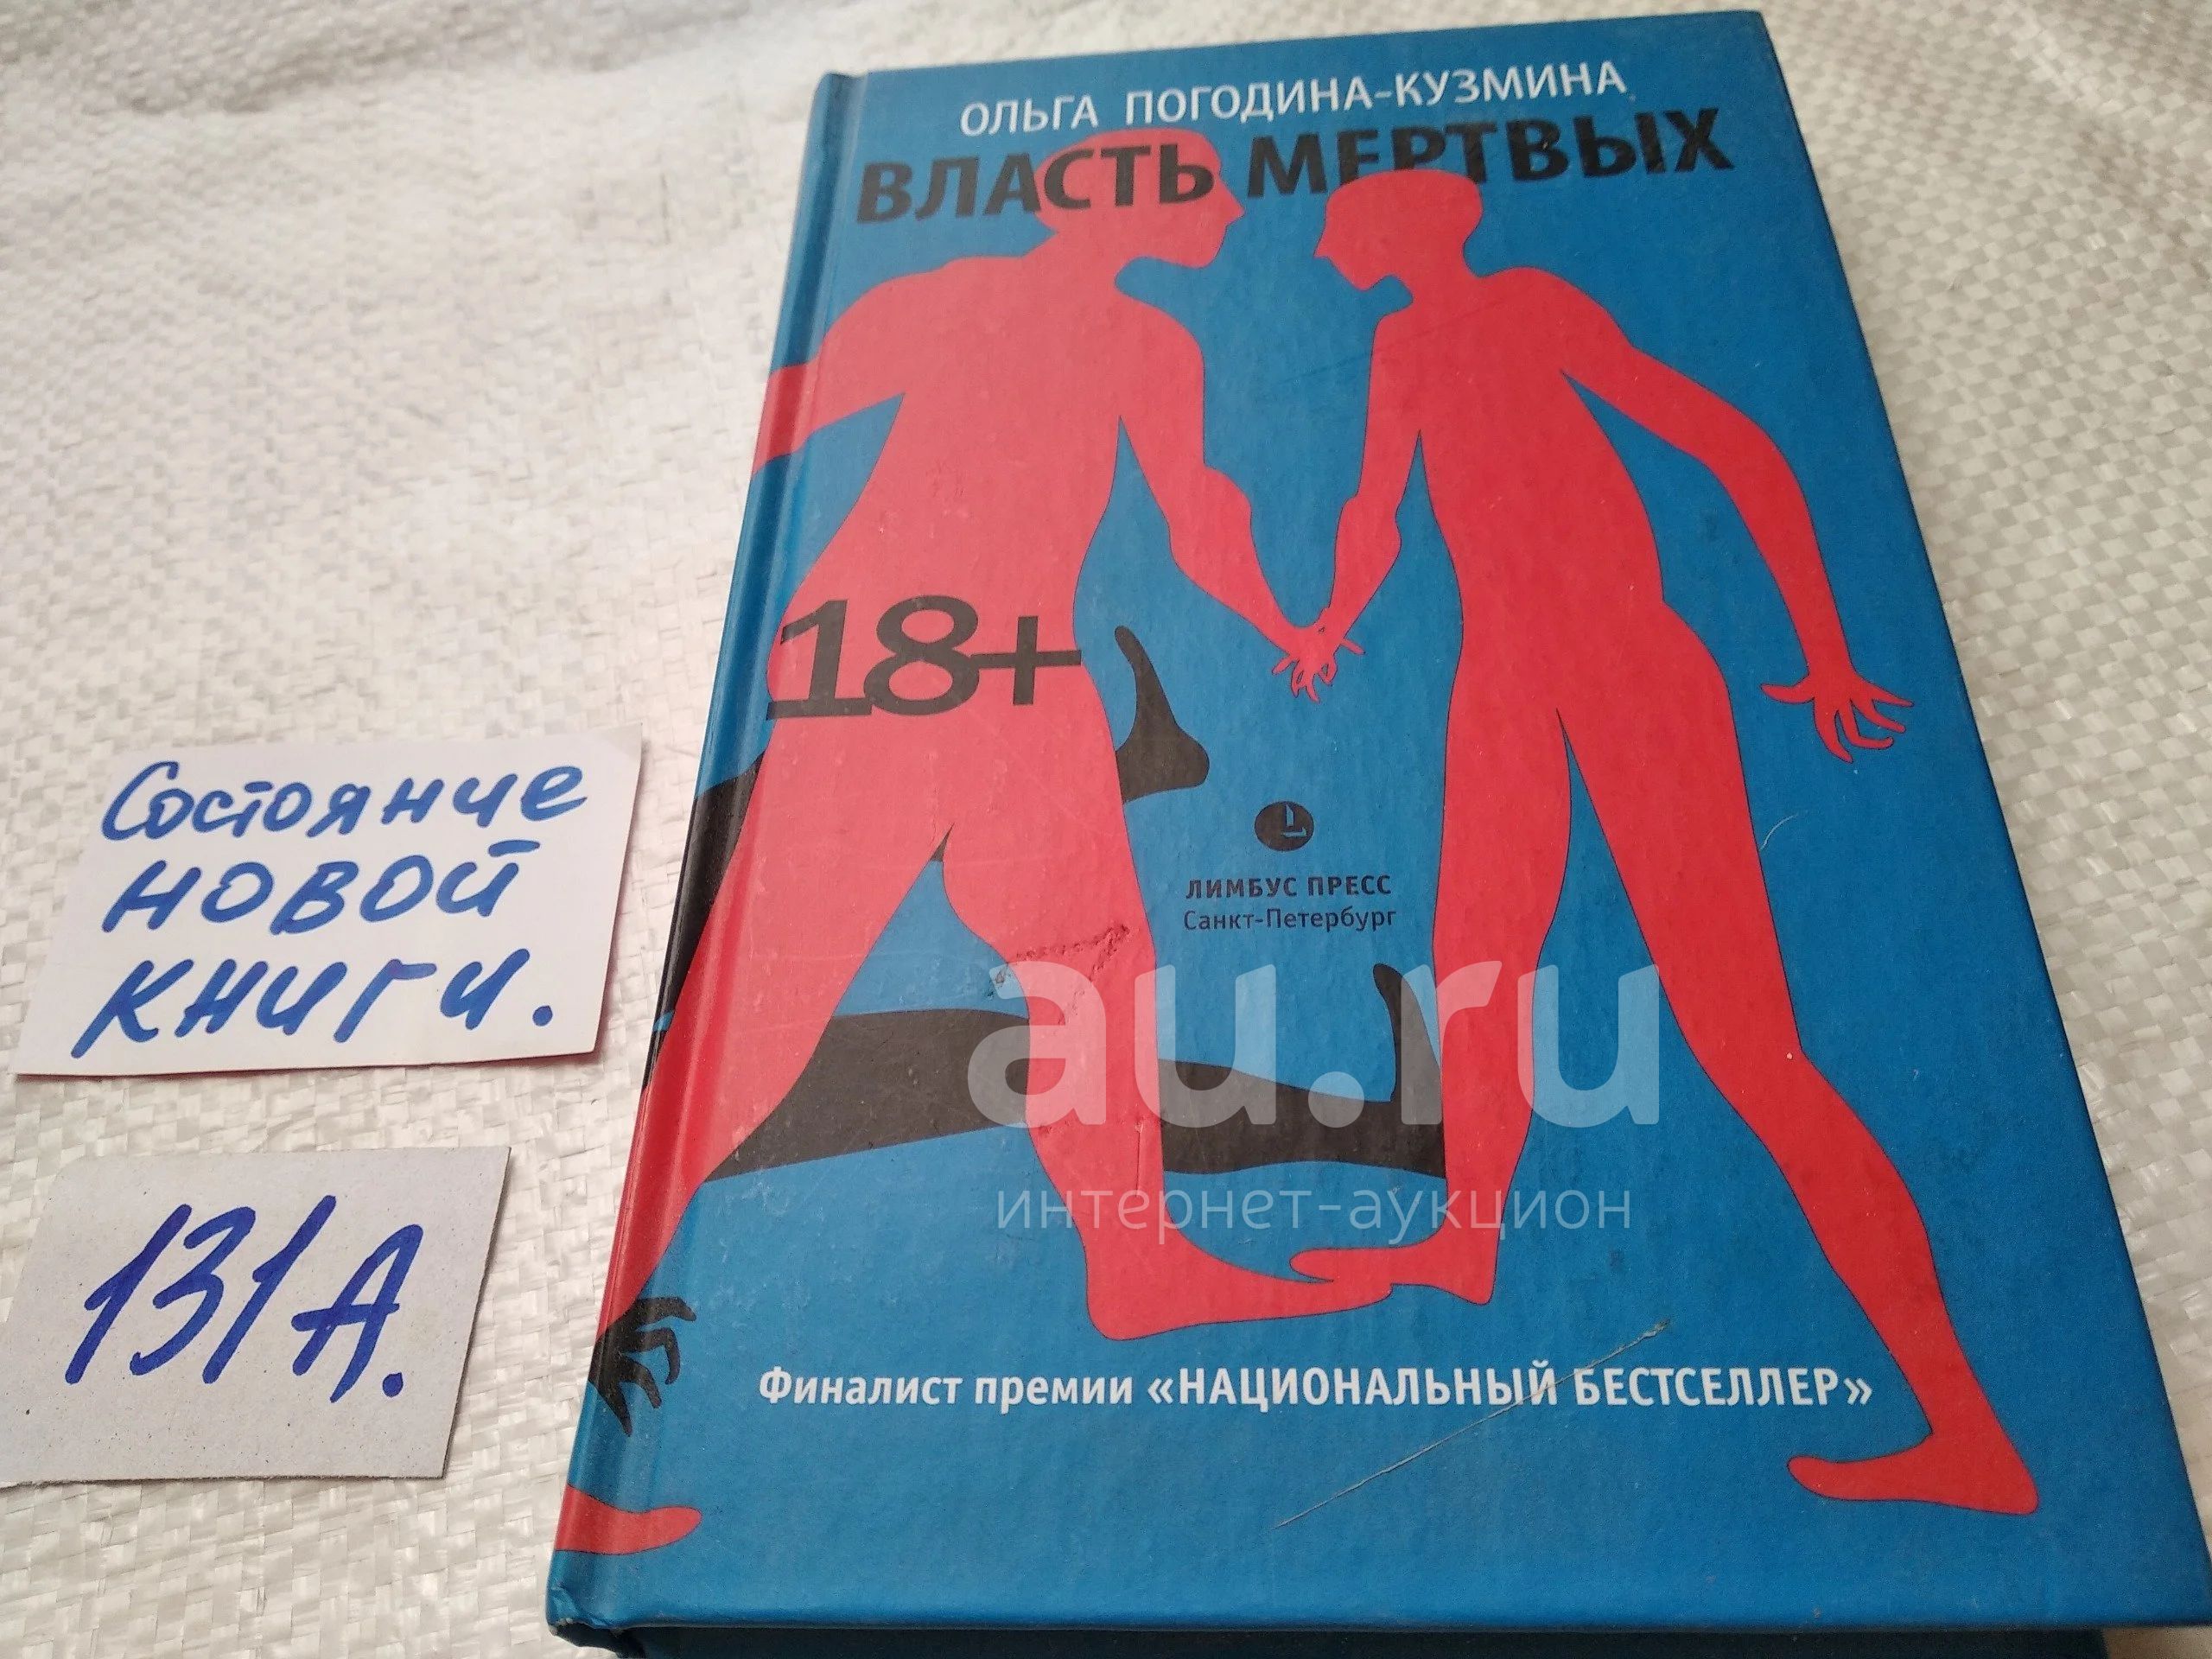 ОЛЬГА ПОГОДИНА-КУЗМИНА
ВЛАСТЬ МЕРТВЫХ
18+
Состояние
новой
книги.
ЛИМБУС ПРЕСС
Санкт-Петербург
au.ru
интернет-аукцион
131А.
Финалист премии «НАЦИОНАЛЬНЫЙ БЕСТСЕЛЛЕР»